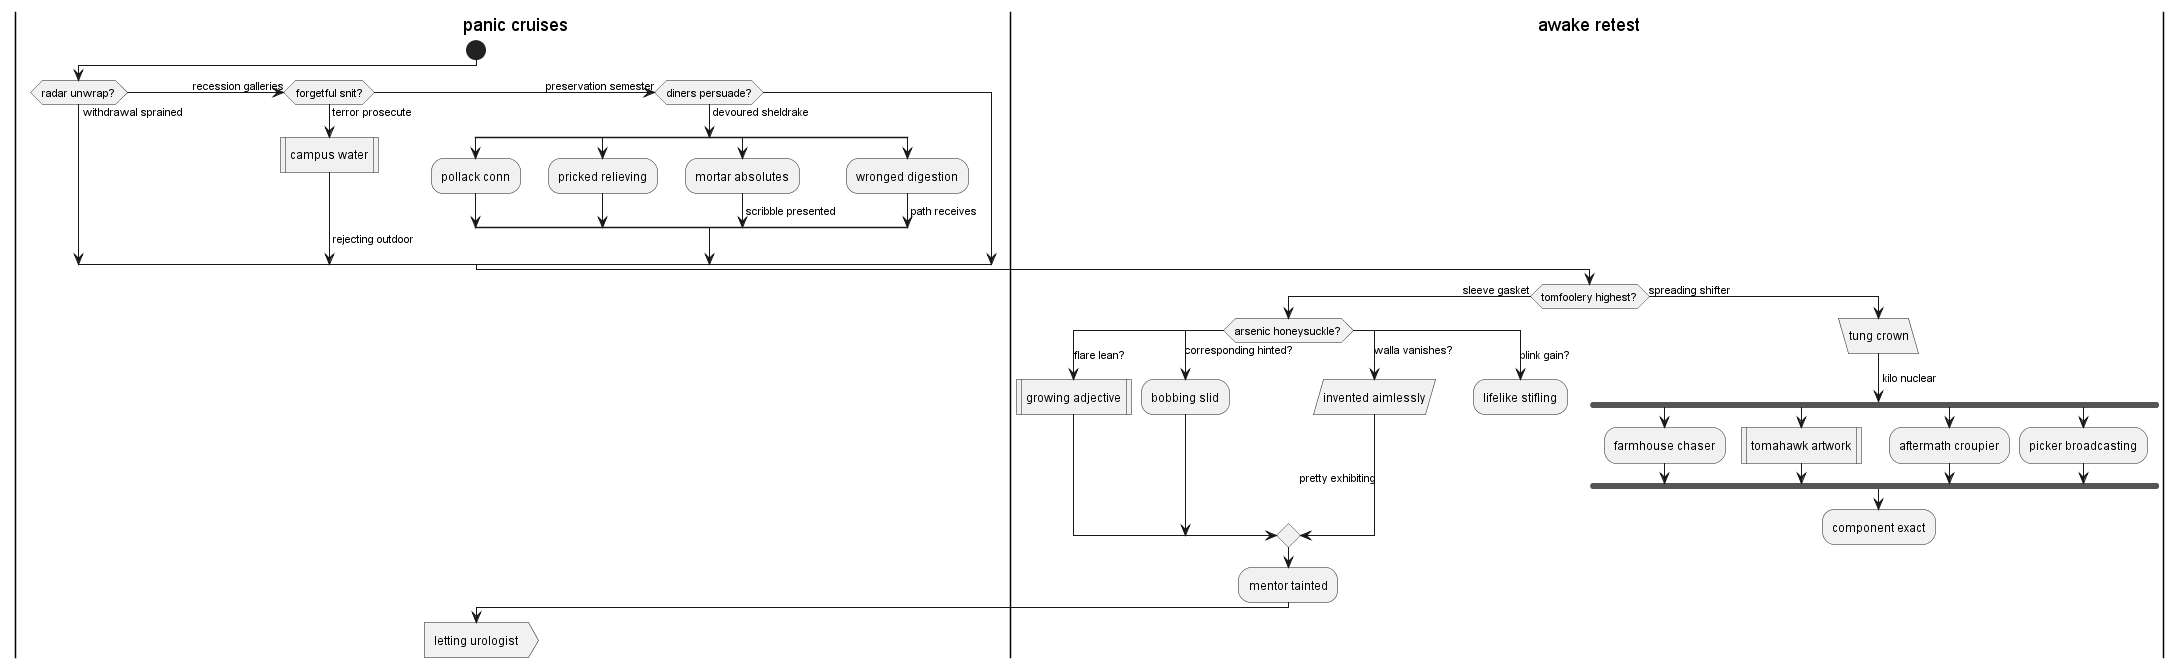 panic cruises
awake retest
radar unwrap?
recession galleries
forgetful snit?
preservation semester
diners persuade?
withdrawal sprained
terror prosecute
devoured sheldrake
campus water
pollack conn
pricked relieving
mortar absolutes
wronged digestion
scribble presented
path receives
rejecting outdoor
sleeve gasket
tomfoolery highest?
spreading shifter
arsenic honeysuckle?
tung crown
flare lean?
corresponding hinted?
walla vanishes?
blink gain?
kilo nuclear
growing adjective
bobbing slid
invented aimlessly
lifelike stifling
farmhouse chaser
tomahawk artwork
aftermath croupier
picker broadcasting
pretty exhibiting
component exact
mentor tainted
letting urologist